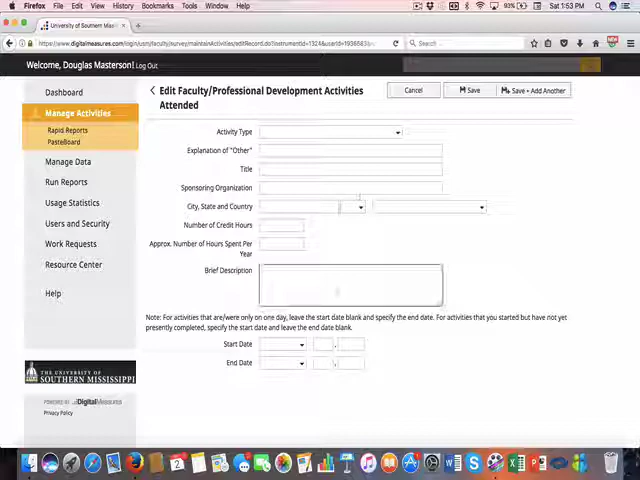 Firefox File Edit View History Bookmarks Tools Window Help 93% Sat 1:53 PM
University of Southern Missi...
Search
Welcome, Douglas Masterson! Log Out
Dashboard
Manage Activities
Rapid Reports
PasteBoard
Manage Data
Run Reports
Usage Statistics
Users and Security
Work Requests
Resource Center
Help
THE UNIVERSITY OF
SOUTHERN MISSISSIPPI
POWERED BY DigitalMeasures
Privacy Policy
Edit Faculty/Professional Development Activities
Attended
Cancel
Save
Save + Add Another
Activity Type
Explanation of "Other"
Title
Sponsoring Organization
City, State and Country
Number of Credit Hours
Approx. Number of Hours Spent Per
Year
Brief Description
Note: For activities that are/were only on one day, leave the start date blank and specify the end date. For activities that you started but have not yet
presently completed, specify the start date and leave the end date blank.
Start Date
,
End Date
,